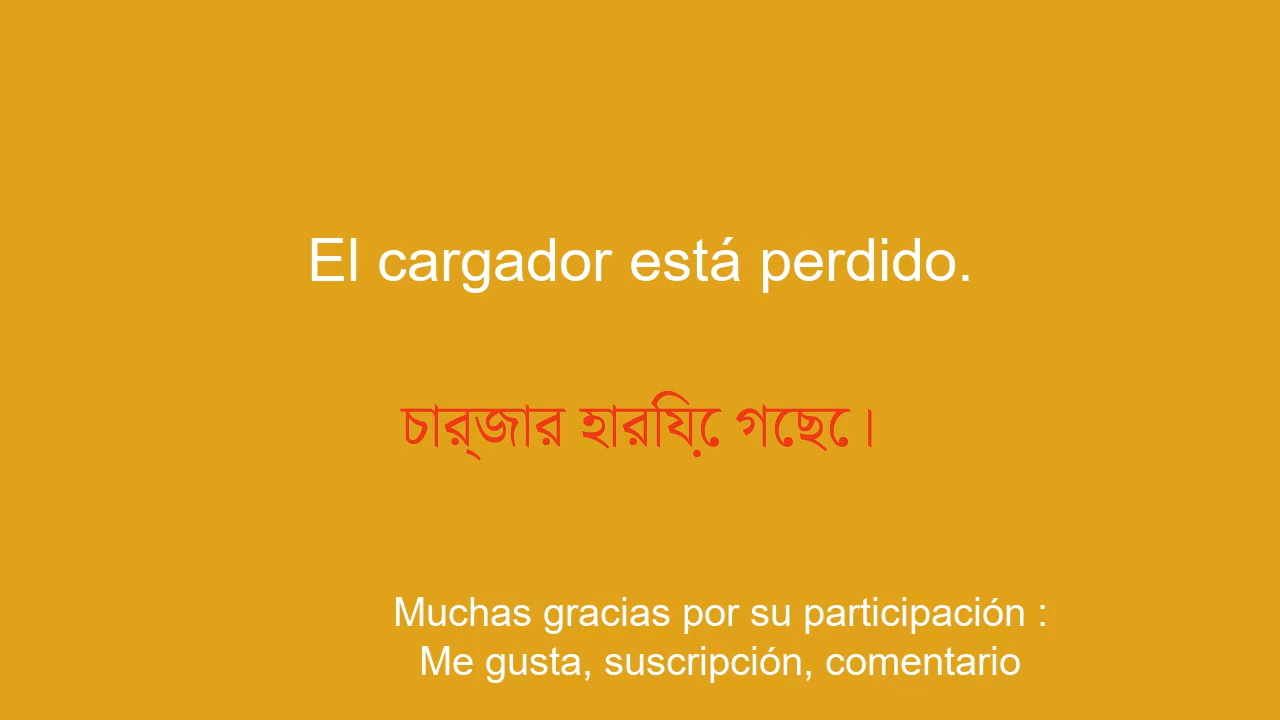 El cargador está perdido.
চার্জার হারিয়ে গেছে।
Muchas gracias por su participación :
Me gusta, suscripción, comentario